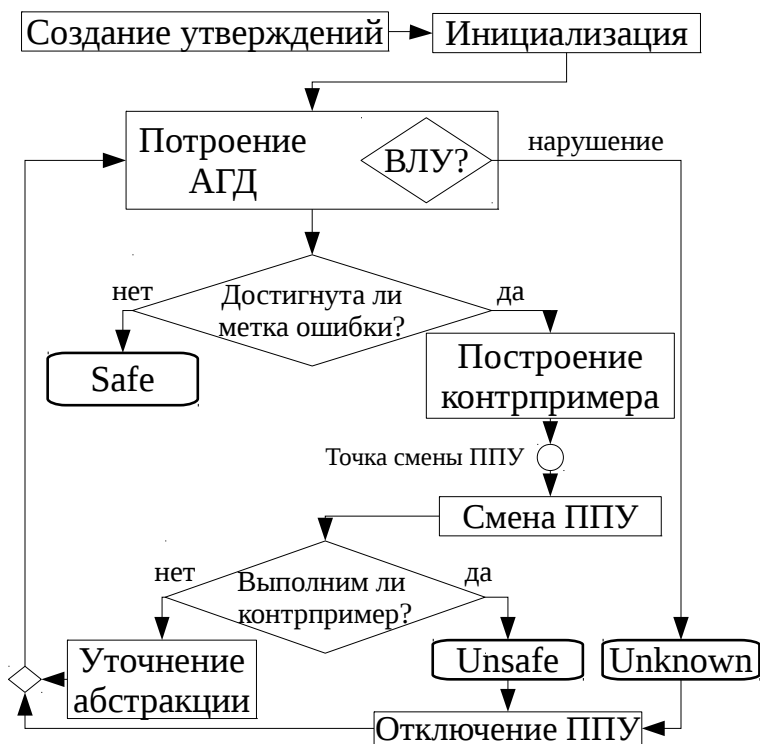 Создание утверждений
Инициализация
Потроение
АГД
ВЛУ?
нарушение
нет
Достигнута ли
метка ошибки?
да
Safe
Построение
контрпримера
Точка смены ППУ
Смена ППУ
нет
Выполним ли
контрпример?
да
Уточнение
абстракции
Unsafe
Unknown
Отключение ППУ